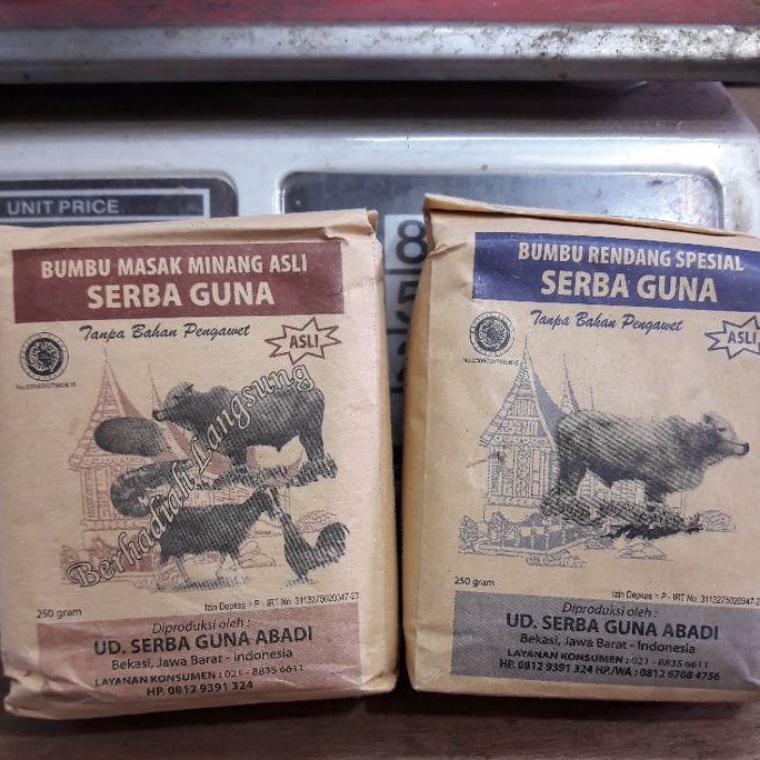 UNIT PRICE
BUMBU MASAK MINANG ASLI
SERBA GUNA
Tanpa Bahan Pengawet
ASLI
Berhadiah Langsung
250 gram
Izin Depkes = P - IRT No. 3113275020347-23
Diproduksi oleh :
UD. SERBA GUNA ABADI
Bekasi, Jawa Barat - Indonesia
LAYANAN KONSUMEN : 021 - 8835 6611
HP. 0812 9391 324
BUMBU RENDANG SPESIAL
SERBA GUNA
Tanpa Bahan Pengawet
ASLI
250 gram
Izin Depkes = P - IRT No. 3113275020347-2
Diproduksi oleh :
UD. SERBA GUNA ABADI
Bekasi, Jawa Barat - Indonesia
LAYANAN KONSUMEN : 021 - 8835 6611
HP. 0812 9391 324 HP./WA : 0812 6768 4756